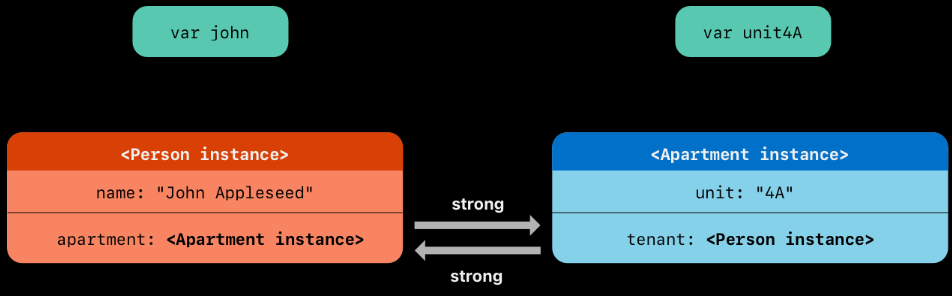 var john
var unit4A
<Person instance>
name: "John Appleseed"
apartment: <Apartment instance>
strong
strong
<Apartment instance>
unit: "4A"
tenant: <Person instance>